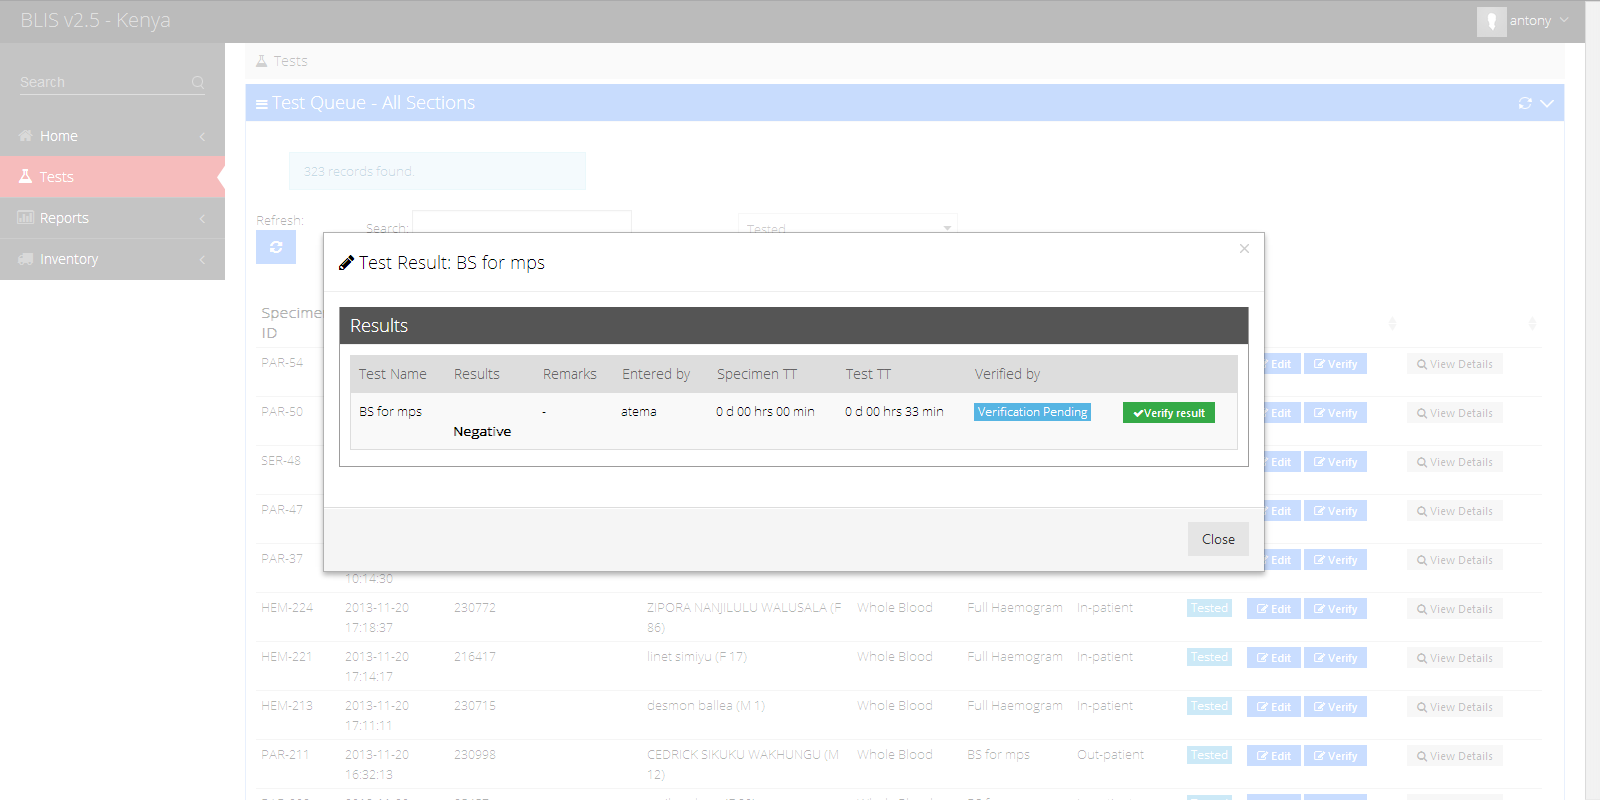 BLIS v2.5 - Kenya
antony
Search
Home
Tests
Reports
Inventory
Tests
Test Queue - All Sections
323 records found.
Refresh:
Search:
Tested
Test Result: BS for mps
×
Results
Test Name Results Remarks Entered by Specimen TT Test TT Verified by
BS for mps - atema 0 d 00 hrs 00 min 0 d 00 hrs 33 min Verification Pending Verify result
Negative
Close
Specimen
ID
PAR-54 Edit Verify View Details
PAR-50 Edit Verify View Details
SER-48 Edit Verify View Details
PAR-47 Edit Verify View Details
PAR-37 Edit Verify View Details
10:14:30
HEM-224 2013-11-20 230772 ZIPORA NANJILULU WALUSALA (F Whole Blood Full Haemogram In-patient Tested Edit Verify View Details
17:18:37 86)
HEM-221 2013-11-20 216417 linet simiyu (F 17) Whole Blood Full Haemogram In-patient Tested Edit Verify View Details
17:14:17
HEM-213 2013-11-20 230715 desmon ballea (M 1) Whole Blood Full Haemogram In-patient Tested Edit Verify View Details
17:11:11
PAR-211 2013-11-20 230998 CEDRICK SIKUKU WAKHUNGU (M Whole Blood BS for mps Out-patient Tested Edit Verify View Details
16:32:13 12)